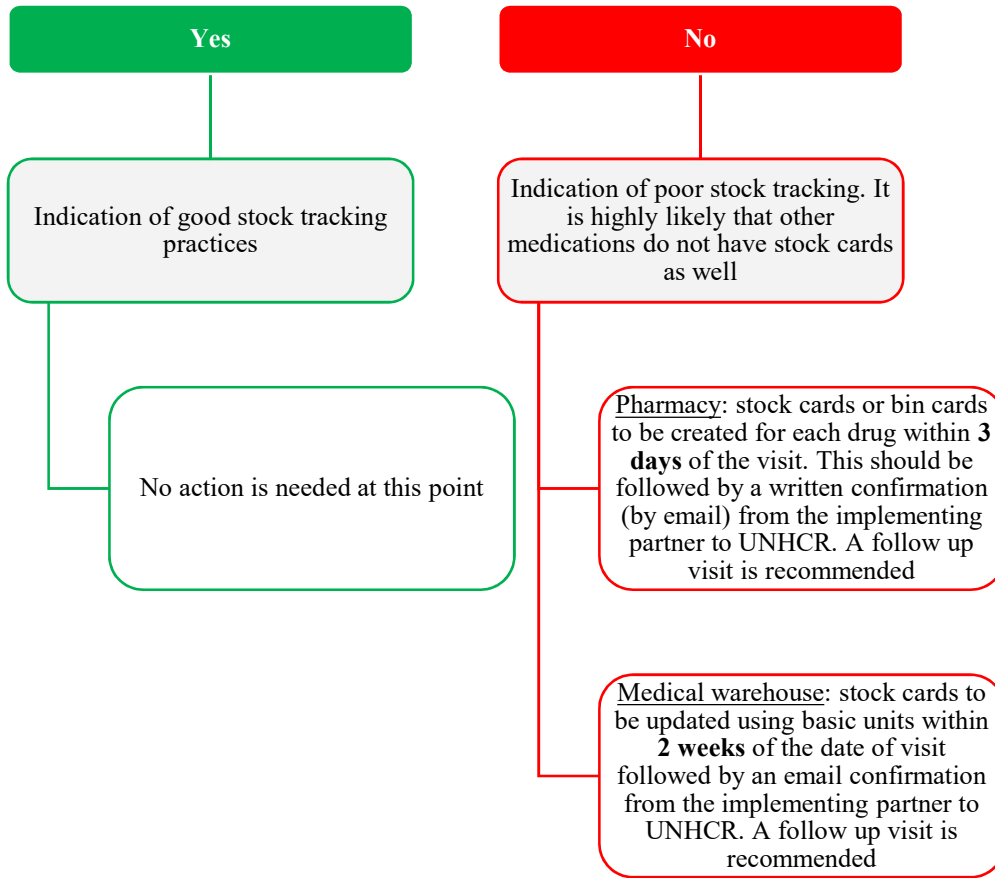 Yes
No
Indication of good stock tracking
practices
Indication of poor stock tracking. It
is highly likely that other
medications do not have stock cards
as well
No action is needed at this point
Pharmacy: stock cards or bin cards
to be created for each drug within 3
days of the visit. This should be
followed by a written confirmation
(by email) from the implementing
partner to UNHCR. A follow up
visit is recommended
Medical warehouse: stock cards to
be updated using basic units within
2 weeks of the date of visit
followed by an email confirmation
from the implementing partner to
UNHCR. A follow up visit is
recommended